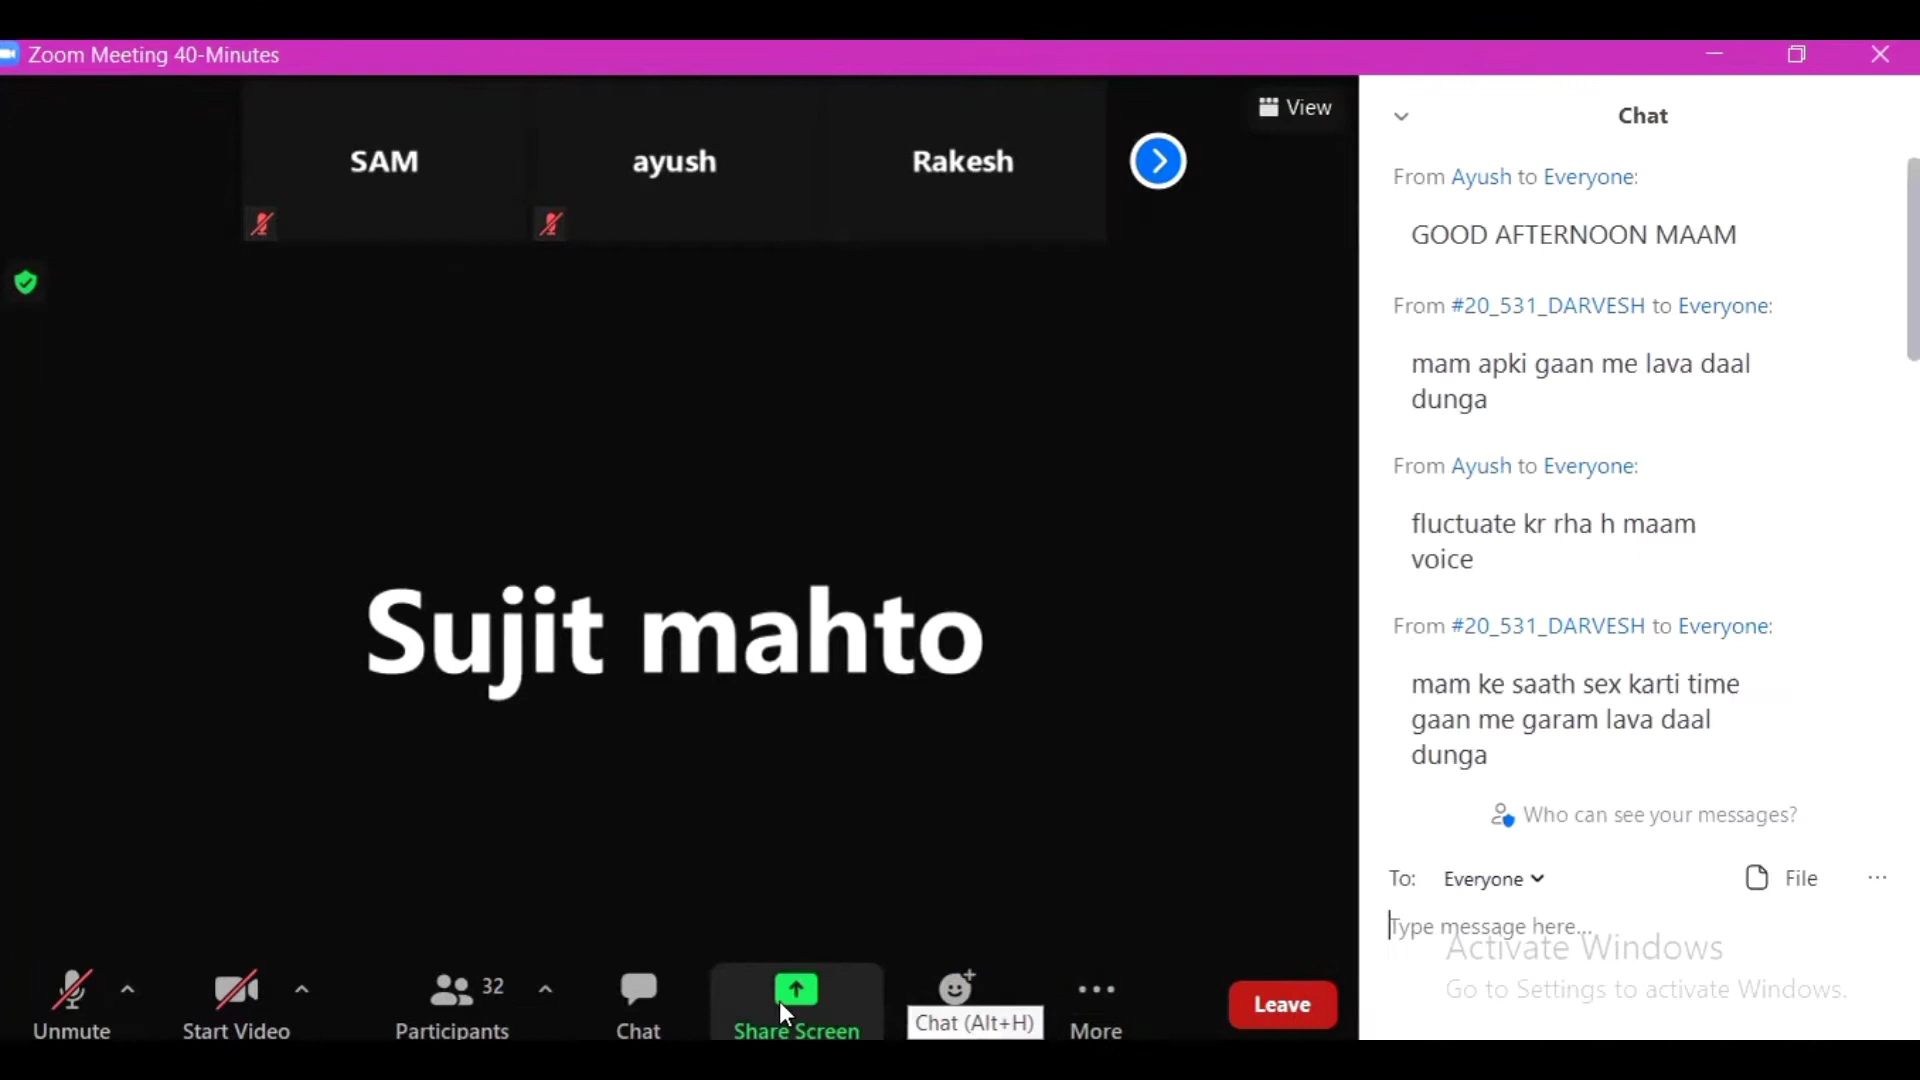 Zoom Meeting 40-Minutes
View
SAM
ayush
Rakesh
Sujit mahto
Chat
From Ayush to Everyone:
GOOD AFTERNOON MAAM
From #20_531_DARVESH to Everyone:
mam apki gaan me lava daal
dunga
From Ayush to Everyone:
fluctuate kr rha h maam
voice
From #20_531_DARVESH to Everyone:
mam ke saath sex karti time
gaan me garam lava daal
dunga
Who can see your messages?
To: Everyone File
Type message here...
Activate Windows
Go to Settings to activate Windows.
32
Unmute Start Video Participants Chat Share Screen Chat (Alt+H) More Leave